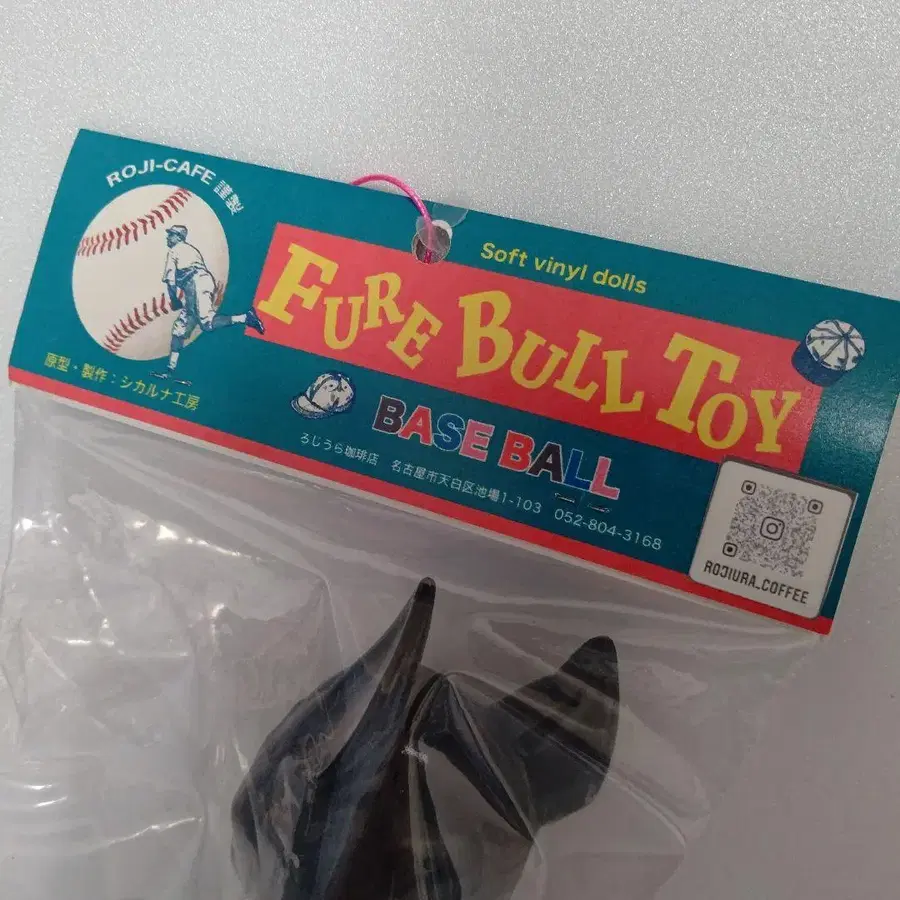 ROJI-CAFE 謹製
Soft vinyl dolls
FURE BULL TOY
原型・製作：シカルナ工房
BASE BALL
ろじうら珈琲店 名古屋市天白区池場1-103 052-804-3168
ROJIURA_COFFEE